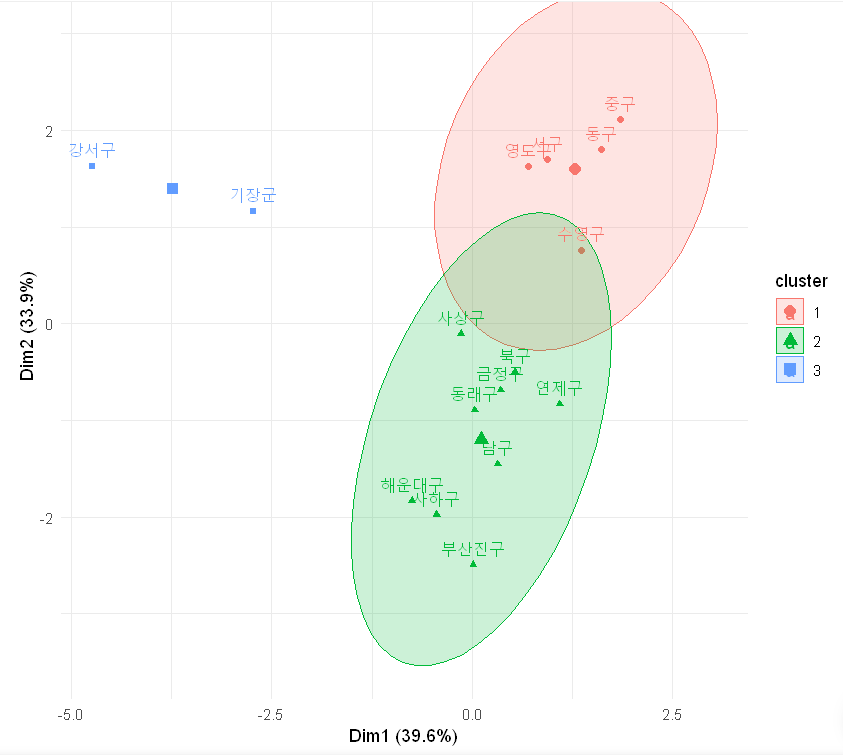 중구
동구
서구
영도구
강서구
기장군
수영구
사상구
북구
금정구
연제구
동래구
남구
해운대구
사하구
부산진구
2
0
-2
Dim2 (33.9%)
-5.0
-2.5
0.0
2.5
Dim1 (39.6%)
cluster
a 1
a 2
a 3